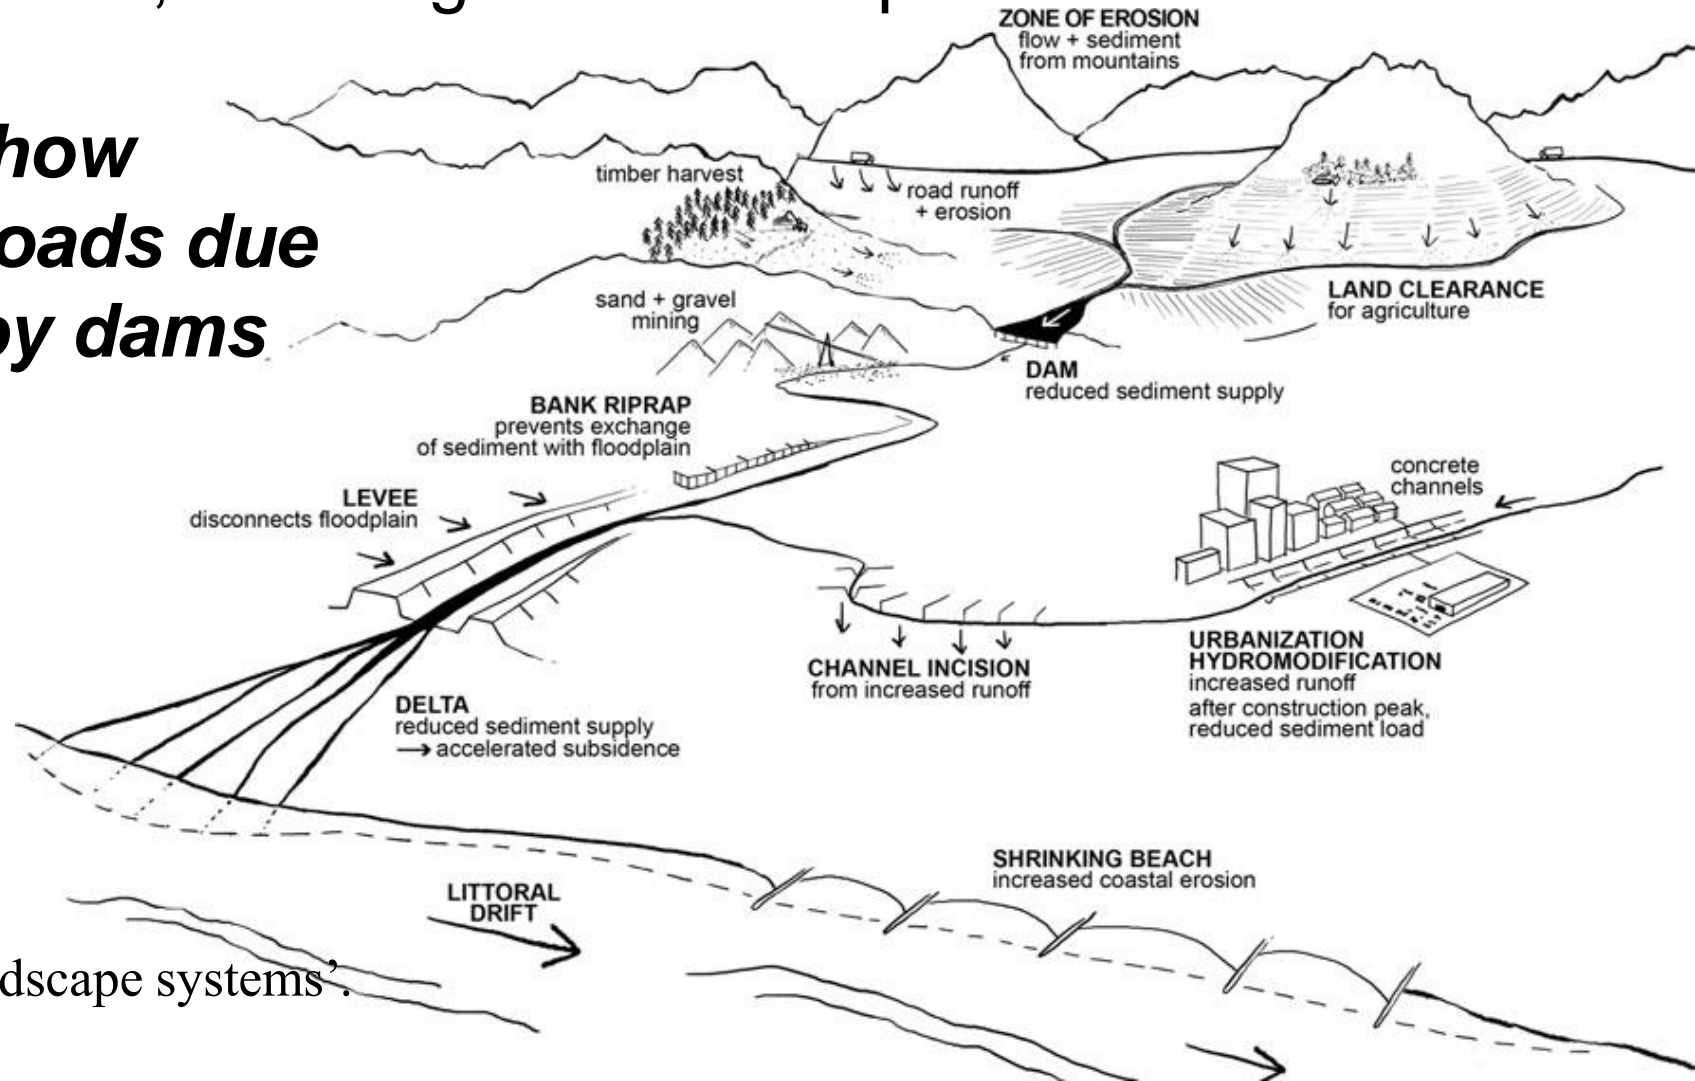 ZONE OF EROSION
flow + sediment
from mountains
how
oads due
by dams
timber harvest
road runoff
+ erosion
sand + gravel
mining
LAND CLEARANCE
for agriculture
DAM
reduced sediment supply
BANK RIPRAP
prevents exchange
of sediment with floodplain
LEVEE
disconnects floodplain
concrete
channels
CHANNEL INCISION
from increased runoff
URBANIZATION
HYDROMODIFICATION
increased runoff
after construction peak,
reduced sediment load
DELTA
reduced sediment supply
→ accelerated subsidence
SHRINKING BEACH
increased coastal erosion
LITTORAL
DRIFT
dscape systems’.